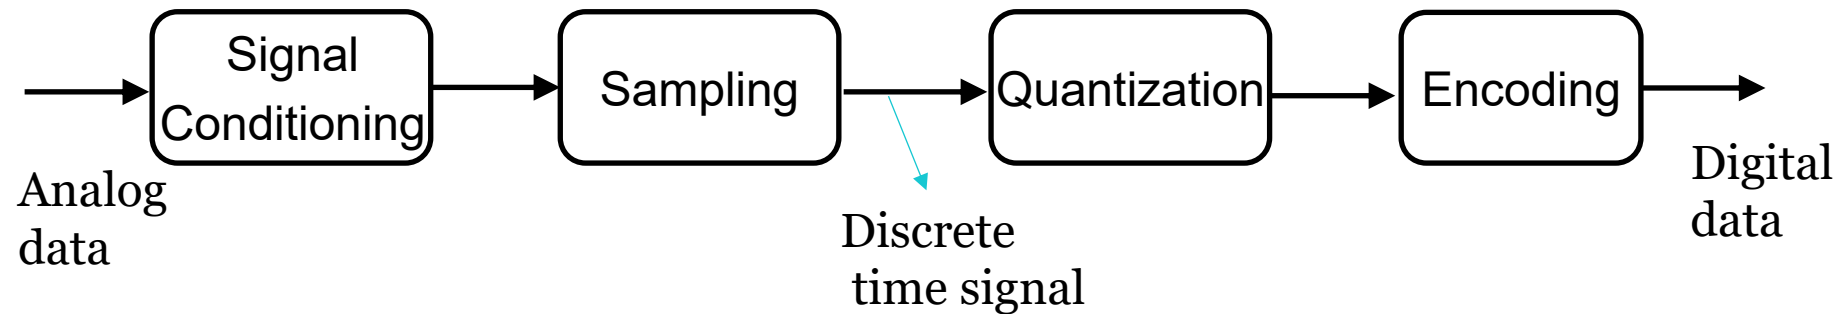 Signal
Conditioning
Sampling
Quantization
Encoding
Analog
data
Discrete
time signal
Digital
data